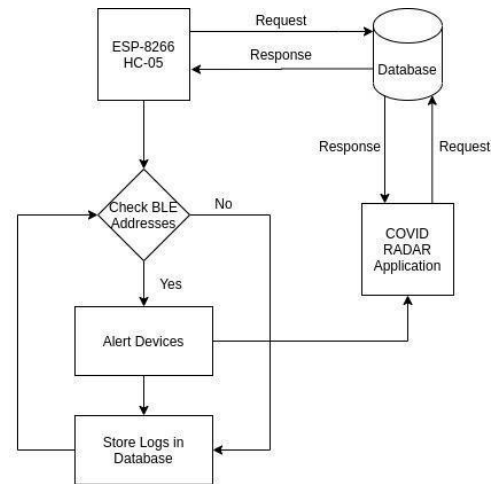 ESP-8266
HC-05
Request
Response
Database
Response
Request
Check BLE
Addresses
No
COVID
RADAR
Application
Yes
Alert Devices
Store Logs in
Database